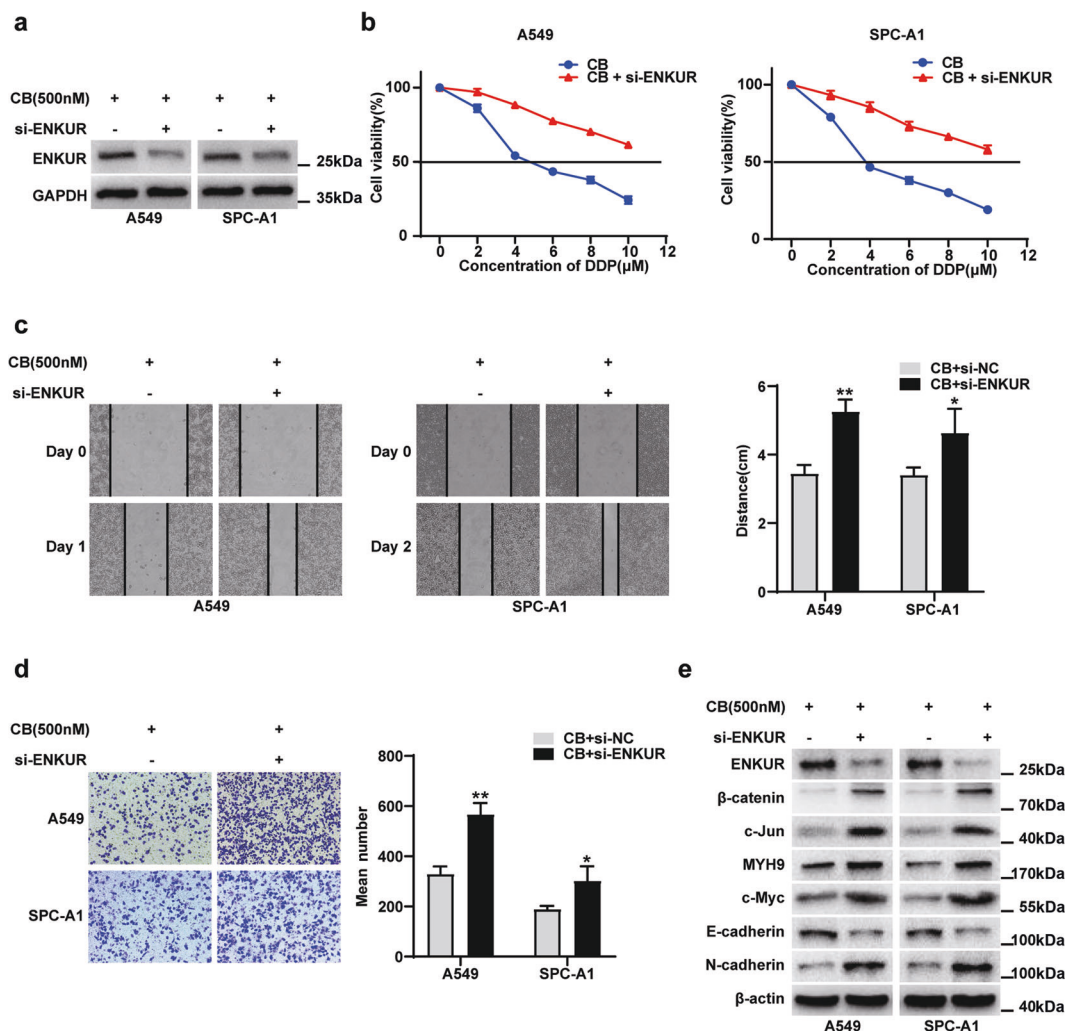 a
CB(500nM) + + + +
si-ENKUR - + - +
ENKUR
25kDa
GAPDH
35kDa
A549 SPC-A1
b
A549
CB
CB + si-ENKUR
Cell viability(%)
100
50
0
0 2 4 6 8 10 12
Concentration of DDP(μM)
SPC-A1
CB
CB + si-ENKUR
Cell viability(%)
100
50
0
0 2 4 6 8 10 12
Concentration of DDP(μM)
c
CB(500nM) + +
si-ENKUR - +
Day 0
Day 1
A549
+ +
- +
Day 0
Day 2
SPC-A1
CB+si-NC
CB+si-ENKUR
Distance(cm)
6
4
2
0
** *
A549 SPC-A1
d
CB(500nM) + +
si-ENKUR - +
A549
SPC-A1
CB+si-NC
CB+si-ENKUR
Mean number
800
600
400
200
0
** *
A549 SPC-A1
e
CB(500nM) + + + +
si-ENKUR - + - +
ENKUR 25kDa
β-catenin 70kDa
c-Jun 40kDa
MYH9 170kDa
c-Myc 55kDa
E-cadherin 100kDa
N-cadherin 100kDa
β-actin 40kDa
A549 SPC-A1